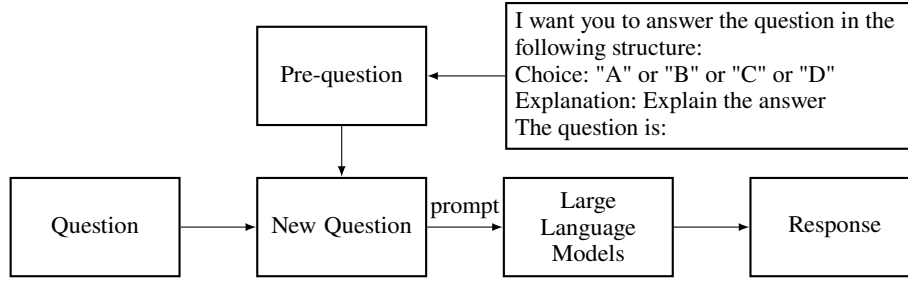 I want you to answer the question in the
following structure:
Choice: "A" or "B" or "C" or "D"
Explanation: Explain the answer
The question is:
Pre-question
Question
New Question
prompt
Large
Language
Models
Response